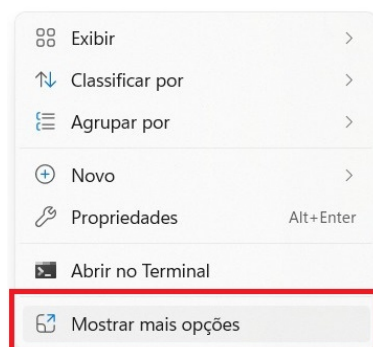 Exibir
Classificar por
Agrupar por
Novo
Propriedades Alt+Enter
Abrir no Terminal
Mostrar mais opções